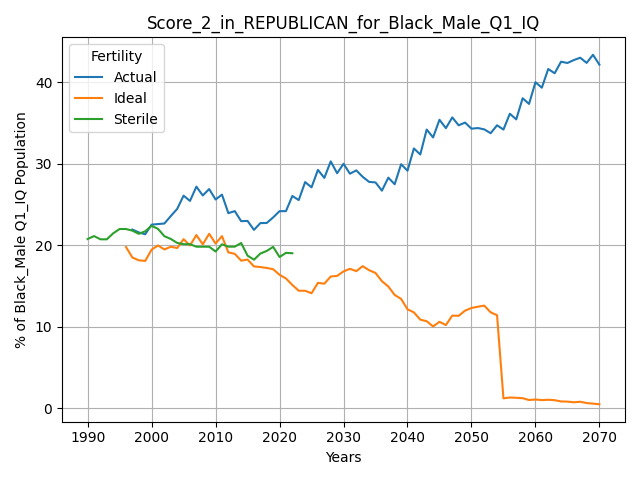 Score_2_in_REPUBLICAN_for_Black_Male_Q1_IQ
Fertility
Actual
Ideal
Sterile
% of Black_Male Q1_IQ Population
40
30
20
10
0
1990 2000 2010 2020 2030 2040 2050 2060 2070
Years